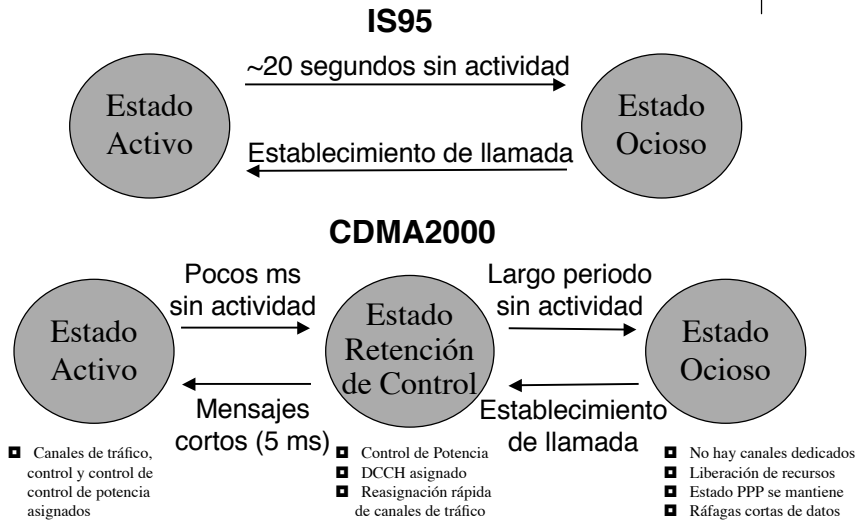 IS95
~20 segundos sin actividad
Estado
Activo
Estado
Ocioso
Establecimiento de llamada
CDMA2000
Pocos ms
sin actividad
Largo periodo
sin actividad
Estado
Activo
Estado
Retención
de Control
Estado
Ocioso
Mensajes
cortos (5 ms)
Establecimiento
de llamada
Canales de tráfico,
control y control de
control de potencia
asignados
Control de Potencia
DCCH asignado
Reasignación rápida
de canales de tráfico
No hay canales dedicados
Liberación de recursos
Estado PPP se mantiene
Ráfagas cortas de datos